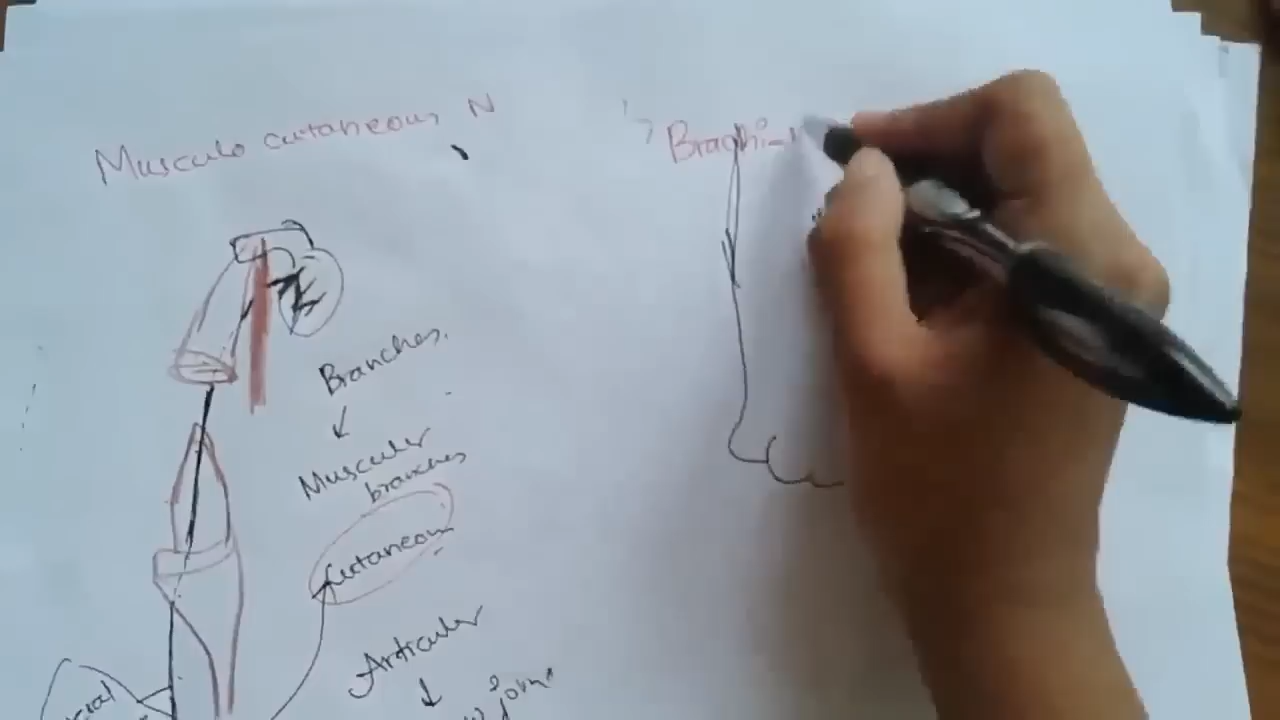 Musculo cutaneous N
Brachi-
Branches.
Muscular
branches
Cutaneous
Articular